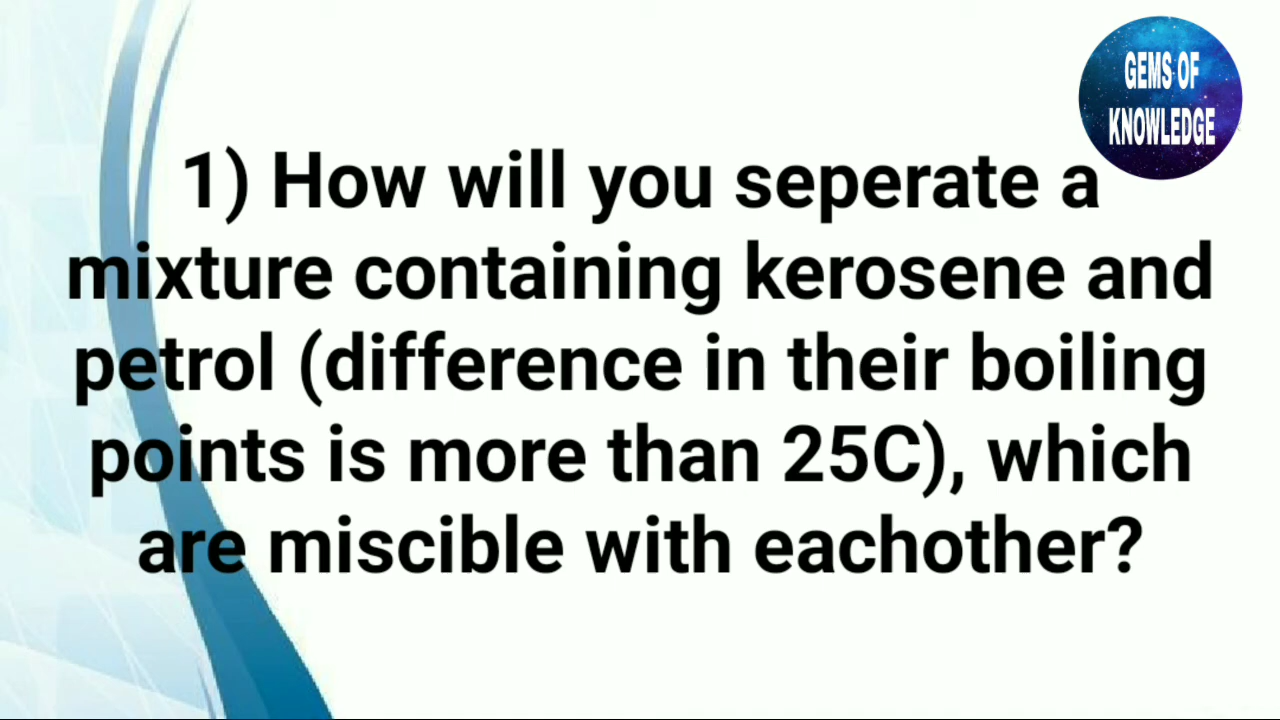 GEMS OF
KNOWLEDGE
1) How will you seperate a
mixture containing kerosene and
petrol (difference in their boiling
points is more than 25C), which
are miscible with eachother?